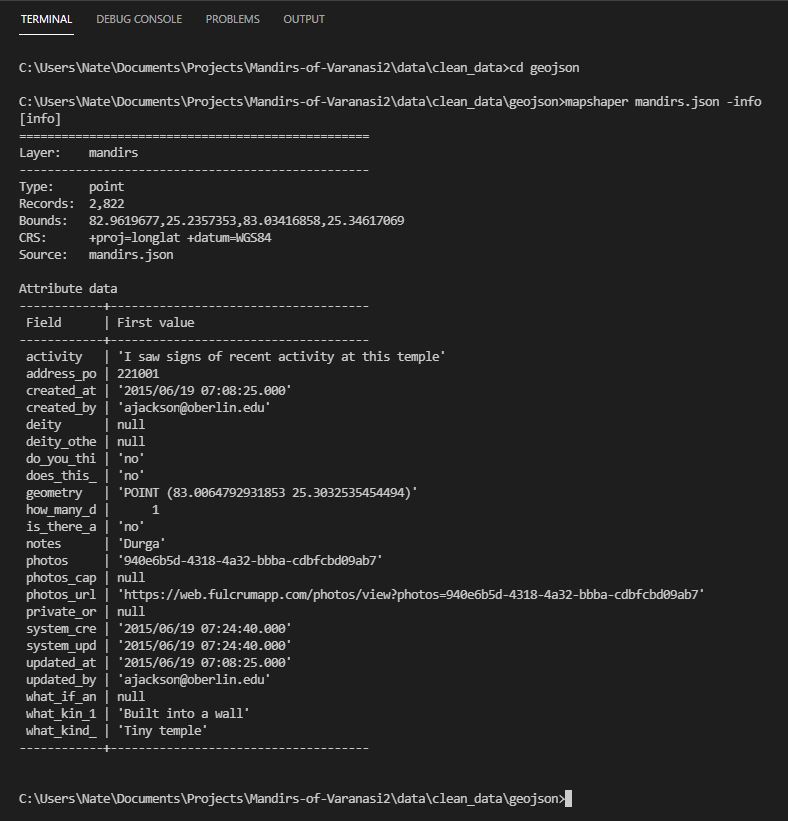 TERMINAL DEBUG CONSOLE PROBLEMS OUTPUT
C:\Users\Nate\Documents\Projects\Mandirs-of-Varanasi2\data\clean_data>cd geojson
C:\Users\Nate\Documents\Projects\Mandirs-of-Varanasi2\data\clean_data\geojson>mapshaper mandirs.json -info
[info]
==================================================
Layer:    mandirs
--------------------------------------------------
Type:     point
Records:  2,822
Bounds:   82.9619677,25.2357353,83.03416858,25.34617069
CRS:      +proj=longlat +datum=WGS84
Source:   mandirs.json
Attribute data
------------+-------------------------------------
 Field      | First value
------------+-------------------------------------
 activity   | 'I saw signs of recent activity at this temple'
 address_po | 221001
 created_at | '2015/06/19 07:08:25.000'
 created_by | 'ajackson@oberlin.edu'
 deity      | null
 deity_othe | null
 do_you_thi | 'no'
 does_this_ | 'no'
 geometry   | 'POINT (83.0064792931853 25.3032535454494)'
 how_many_d |      1
 is_there_a | 'no'
 notes      | 'Durga'
 photos     | '940e6b5d-4318-4a32-bbba-cdbfcbd09ab7'
 photos_cap | null
 photos_url | 'https://web.fulcrumapp.com/photos/view?photos=940e6b5d-4318-4a32-bbba-cdbfcbd09ab7'
 private_or | null
 system_cre | '2015/06/19 07:24:40.000'
 system_upd | '2015/06/19 07:24:40.000'
 updated_at | '2015/06/19 07:08:25.000'
 updated_by | 'ajackson@oberlin.edu'
 what_if_an | null
 what_kin_1 | 'Built into a wall'
 what_kind_ | 'Tiny temple'
------------+-------------------------------------
C:\Users\Nate\Documents\Projects\Mandirs-of-Varanasi2\data\clean_data\geojson>